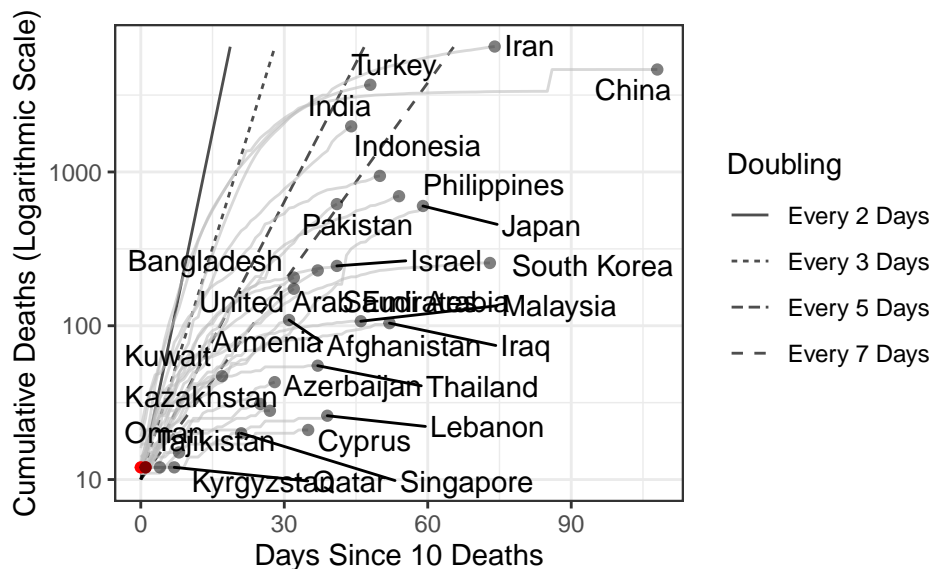 Cumulative Deaths (Logarithmic Scale)
1000
100
10
Iran
Turkey
China
India
Indonesia
Philippines
Pakistan
Japan
Bangladesh
Israel
South Korea
United Arab Emirates
Saudi Arabia
Malaysia
Armenia
Afghanistan
Iraq
Kuwait
Azerbaijan
Thailand
Kazakhstan
Lebanon
Oman
Tajikistan
Cyprus
Kyrgyzstan
Qatar
Singapore
0
30
60
90
Days Since 10 Deaths
Doubling
Every 2 Days
Every 3 Days
Every 5 Days
Every 7 Days